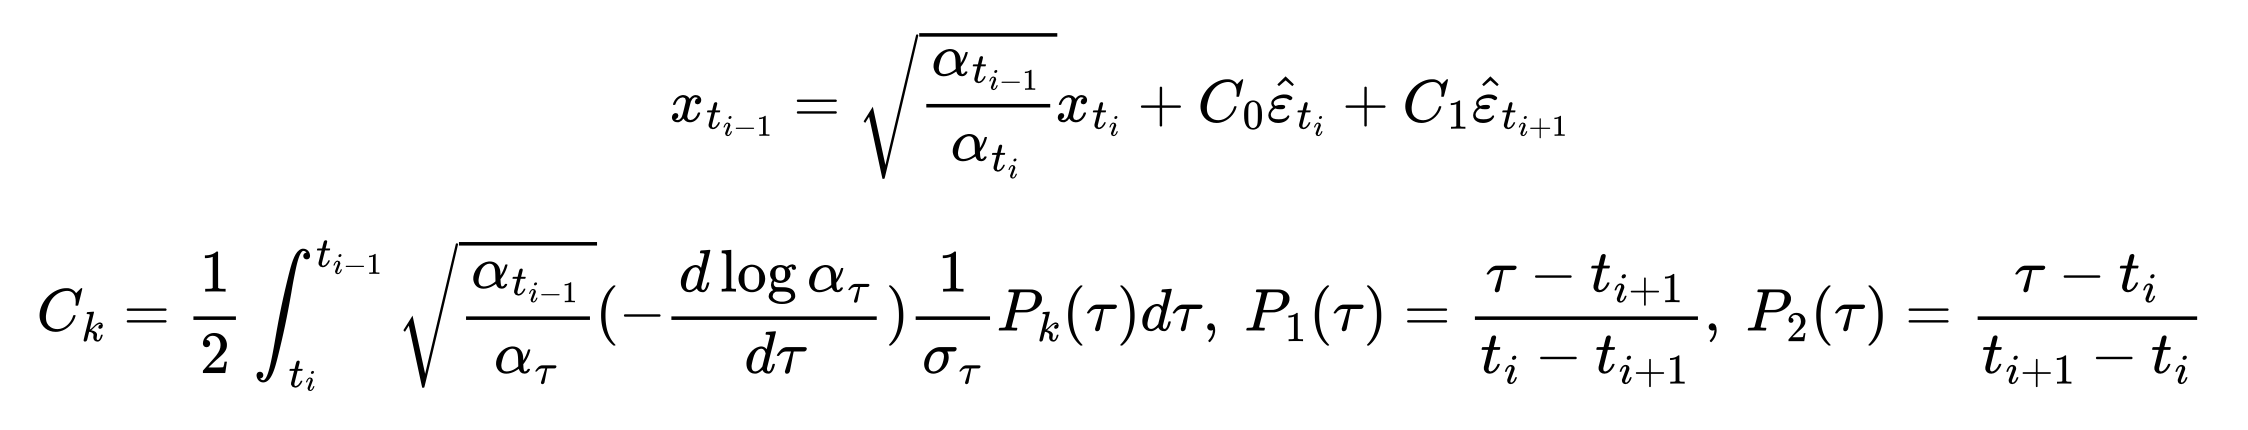 $x_{t_{i-1}} = \sqrt{\frac{\alpha_{t_{i-1}}}{\alpha_{t_i}}} x_{t_i} + C_0 \hat{\varepsilon}_{t_i} + C_1 \hat{\varepsilon}_{t_{i+1}}$
$C_k = \frac{1}{2} \int_{t_i}^{t_{i-1}} \sqrt{\frac{\alpha_{t_{i-1}}}{\alpha_\tau}} (-\frac{d \log \alpha_\tau}{d\tau}) \frac{1}{\sigma_\tau} P_k(\tau) d\tau, \; P_1(\tau) = \frac{\tau - t_{i+1}}{t_i - t_{i+1}}, \; P_2(\tau) = \frac{\tau - t_i}{t_{i+1} - t_i}$